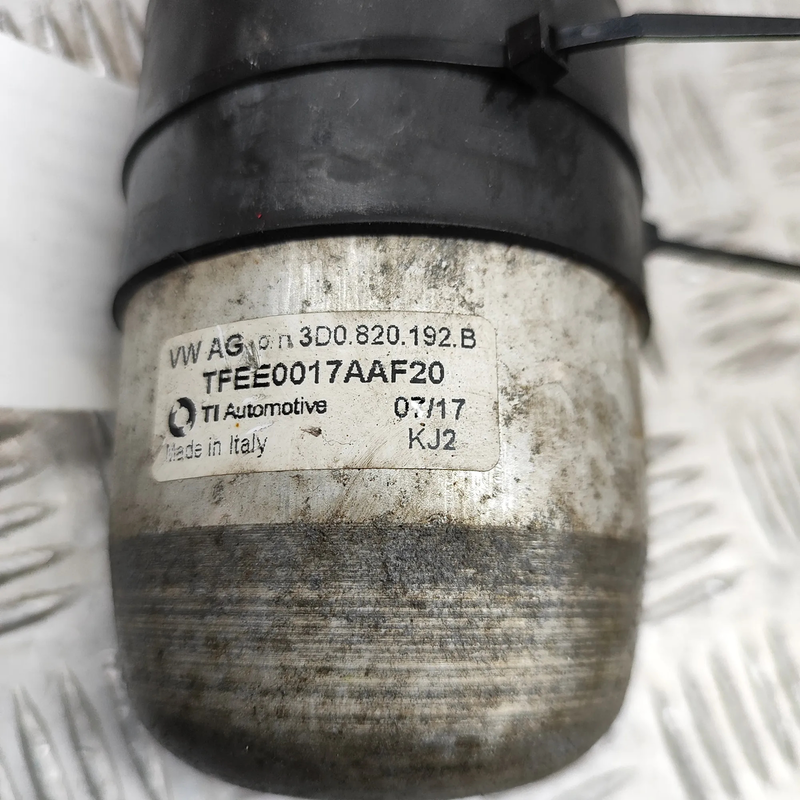 VW AG p n 3D0.820.192.B
TFEE0017AAF20
TI Automotive 07/17
Made in Italy KJ2